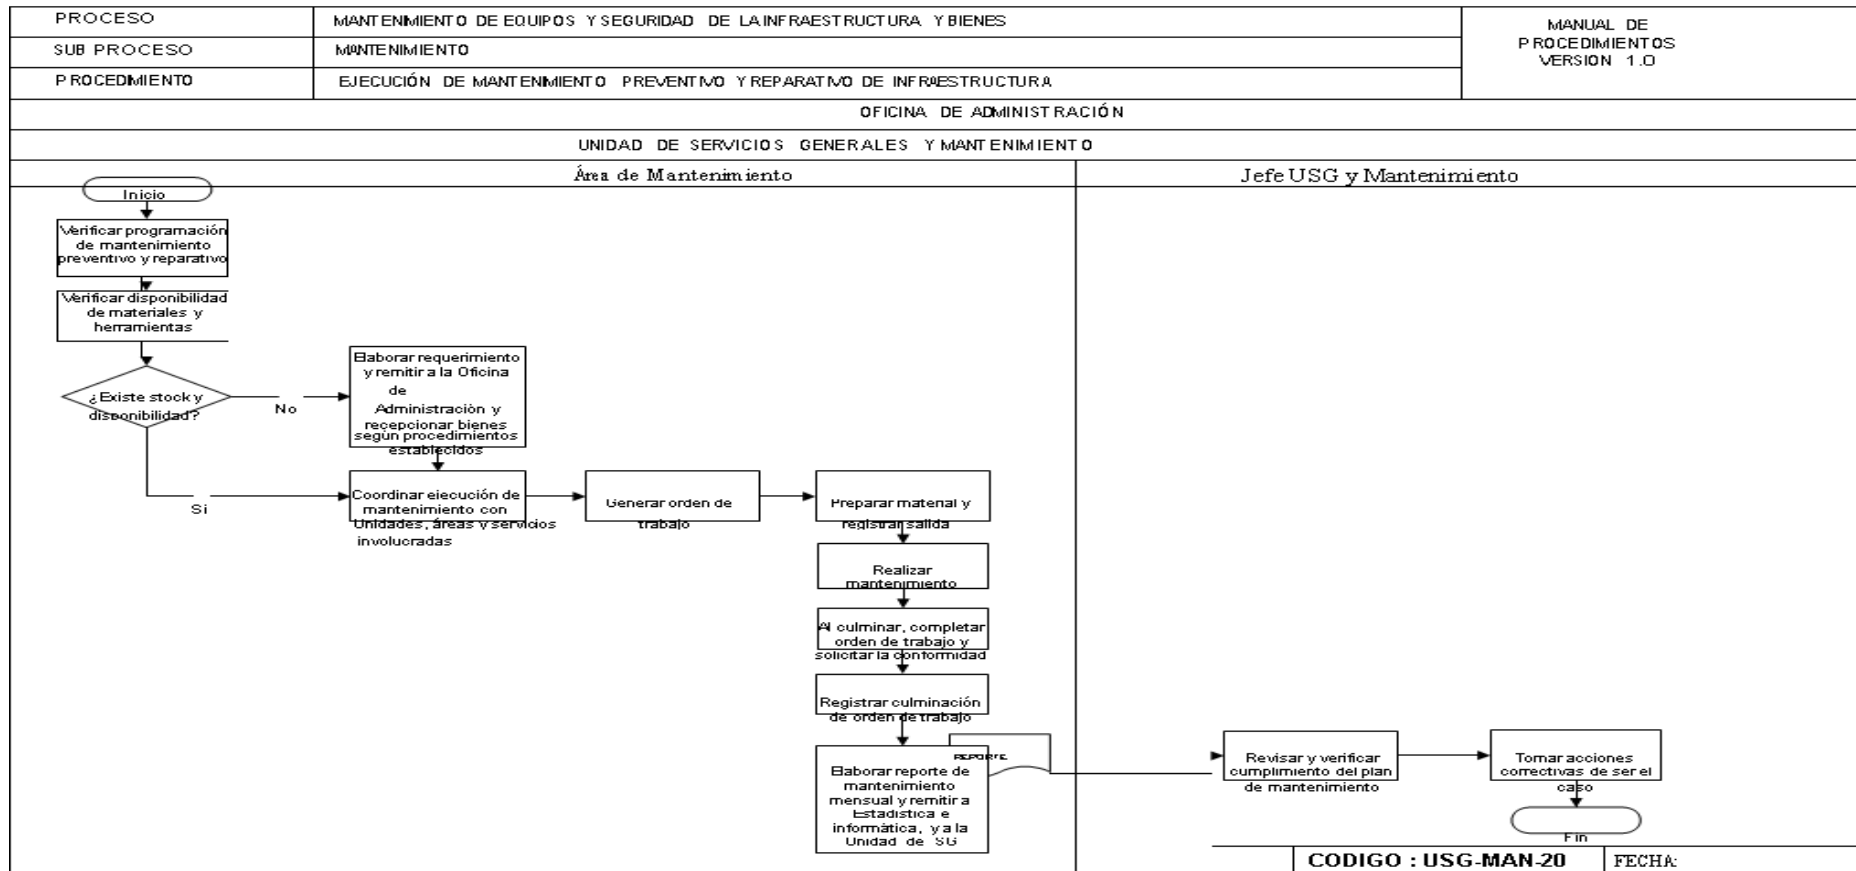 PROCESO
MANTENIMIENTO DE EQUIPOS Y SEGURIDAD DE LA INFRAESTRUCTURA Y BIENES
MANUAL DE
PROCEDIMIENTOS
VERSION 1.0
SUB PROCESO
MANTENIMIENTO
PROCEDIMIENTO
EJECUCIÓN DE MANTENIMIENTO PREVENTIVO Y REPARATIVO DE INFRAESTRUCTURA
OFICINA DE ADMINISTRACIÓN
UNIDAD DE SERVICIOS GENERALES Y MANTENIMIENTO
Área de Mantenimiento
Jefe USG y Mantenimiento
Inicio
Verificar programación
de mantenimiento
preventivo y reparativo
Verificar disponibilidad
de materiales y
herramientas
¿Existe stock y
disponibilidad?
No
Elaborar requerimiento
y remitir a la Oficina
de
Administración y
recepcionar bienes
según procedimientos
establecidos
Si
Coordinar ejecución de
mantenimiento con
Unidades, áreas y servicios
involucradas
Generar orden de
trabajo
Preparar material y
registrar salida
Realizar
mantenimiento
Al culminar, completar
orden de trabajo y
solicitar la conformidad
Registrar culminación
de orden de trabajo
REPORTE
Elaborar reporte de
mantenimiento
mensual y remitir a
Estadística e
informática, y a la
Unidad de SG
Revisar y verificar
cumplimiento del plan
de mantenimiento
Tomar acciones
correctivas de ser el
caso
Fin
CODIGO : USG-MAN-20
FECHA: